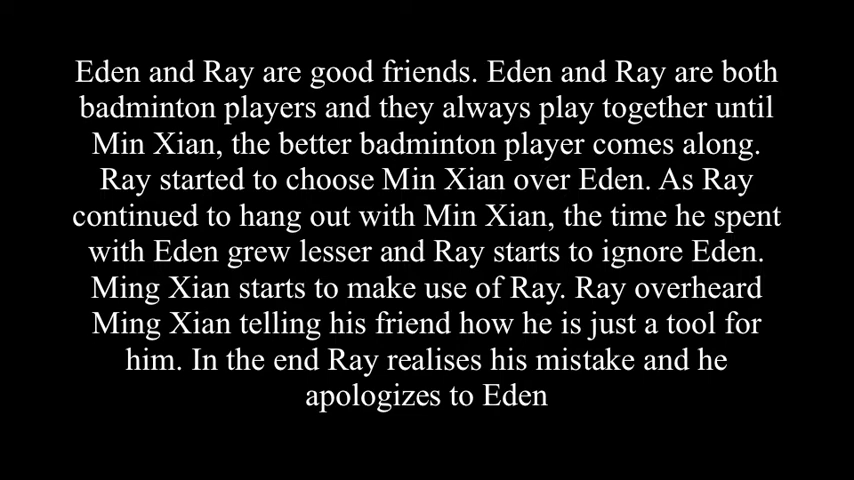 Eden and Ray are good friends. Eden and Ray are both
badminton players and they always play together until
Min Xian, the better badminton player comes along.
Ray started to choose Min Xian over Eden. As Ray
continued to hang out with Min Xian, the time he spent
with Eden grew lesser and Ray starts to ignore Eden.
Ming Xian starts to make use of Ray. Ray overheard
Ming Xian telling his friend how he is just a tool for
him. In the end Ray realises his mistake and he
apologizes to Eden